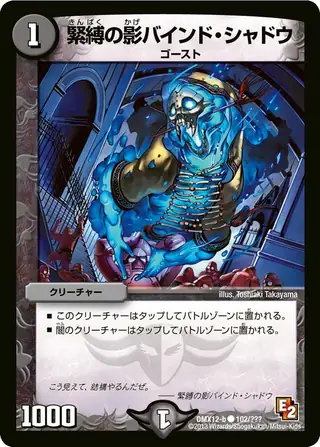 1
きんばく かげ
緊縛の影バインド・シャドウ
ゴースト
illus. Toshiaki Takayama
クリーチャー
■ このクリーチャーはタップしてバトルゾーンに置かれる。
■ 闇のクリーチャーはタップしてバトルゾーンに置かれる。
こう見えて、結構やるんだぜ。
——緊縛の影バインド・シャドウ
1000
DMX12-b ● 102/???
©2013 Wizards/Shogakukan/Mitsui-Kids
E2